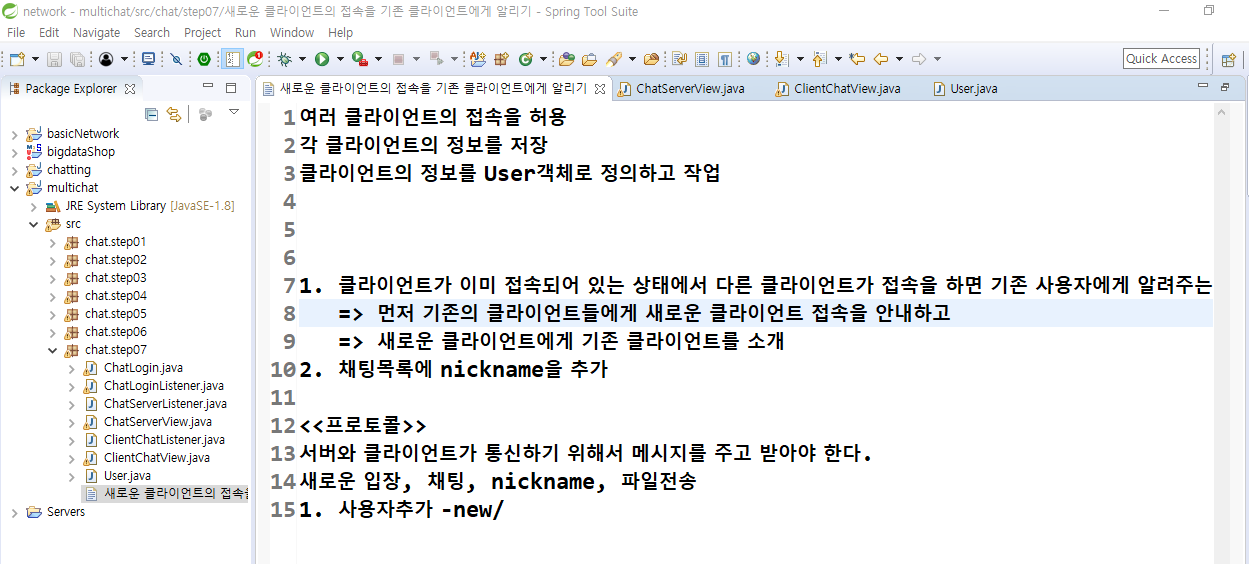 network - multichat/src/chat/step07/새로운 클라이언트의 접속을 기존 클라이언트에게 알리기 - Spring Tool Suite
File Edit Navigate Search Project Run Window Help
Quick Access
Package Explorer
새로운 클라이언트의 접속을 기존 클라이언트에게 알리기
ChatServerView.java
ClientChatView.java
User.java
basicNetwork
bigdataShop
chatting
multichat
JRE System Library [JavaSE-1.8]
src
chat.step01
chat.step02
chat.step03
chat.step04
chat.step05
chat.step06
chat.step07
ChatLogin.java
ChatLoginListener.java
ChatServerListener.java
ChatServerView.java
ClientChatListener.java
ClientChatView.java
User.java
새로운 클라이언트의 접속을
Servers
1 여러 클라이언트의 접속을 허용
2 각 클라이언트의 정보를 저장
3 클라이언트의 정보를 User객체로 정의하고 작업
4
5
6
7 1. 클라이언트가 이미 접속되어 있는 상태에서 다른 클라이언트가 접속을 하면 기존 사용자에게 알려주는
8 => 먼저 기존의 클라이언트들에게 새로운 클라이언트 접속을 안내하고
9 => 새로운 클라이언트에게 기존 클라이언트를 소개
10 2. 채팅목록에 nickname을 추가
11
12 <<프로토콜>>
13 서버와 클라이언트가 통신하기 위해서 메시지를 주고 받아야 한다.
14 새로운 입장, 채팅, nickname, 파일전송
15 1. 사용자추가 -new/